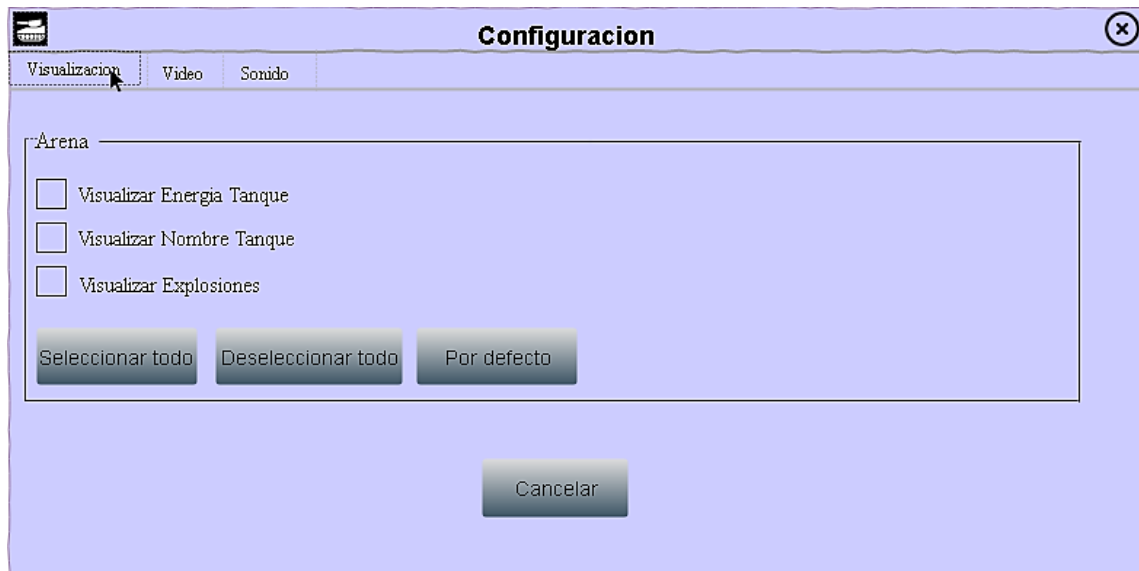 Configuracion
Visualizacion Video Sonido
Arena
Visualizar Energia Tanque
Visualizar Nombre Tanque
Visualizar Explosiones
Seleccionar todo Deseleccionar todo Por defecto
Cancelar